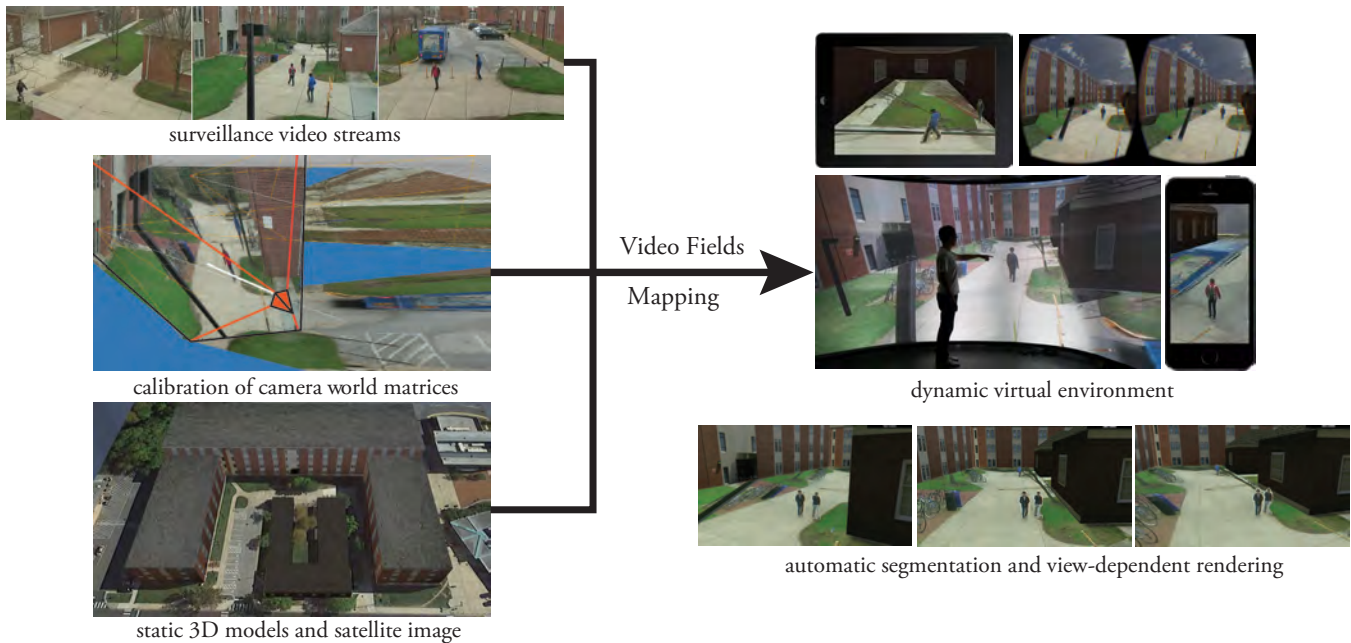 surveillance video streams
calibration of camera world matrices
static 3D models and satellite image
Video Fields
Mapping
dynamic virtual environment
automatic segmentation and view-dependent rendering